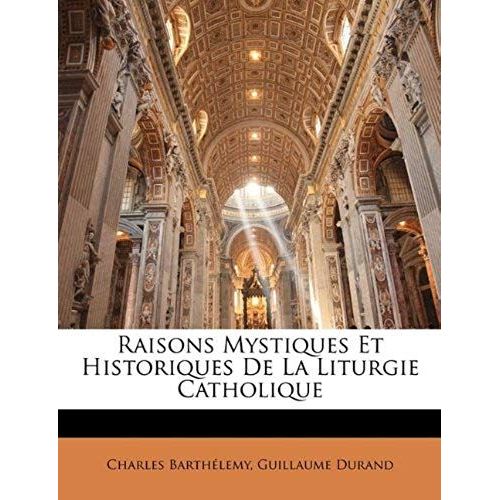 Raisons Mystiques Et
Historiques De La Liturgie
Catholique
Charles Barthélemy, Guillaume Durand